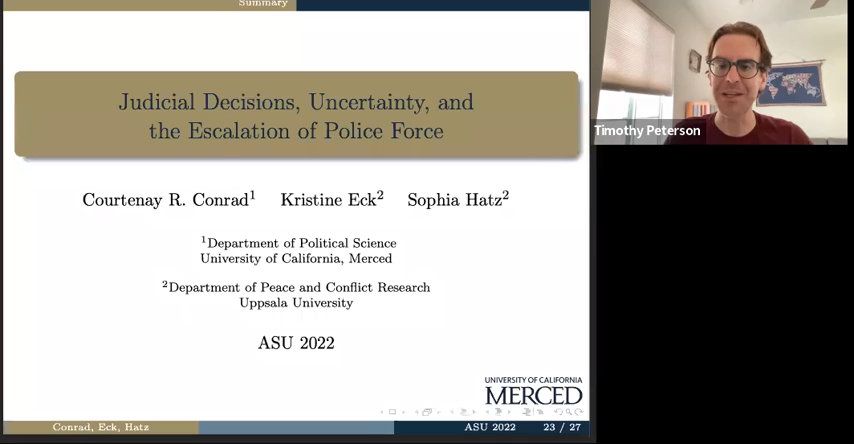 Summary
Judicial Decisions, Uncertainty, and
the Escalation of Police Force
Courtenay R. Conrad¹ Kristine Eck² Sophia Hatz²
¹Department of Political Science
University of California, Merced
²Department of Peace and Conflict Research
Uppsala University
ASU 2022
UNIVERSITY OF CALIFORNIA
MERCED
Conrad, Eck, Hatz ASU 2022 23 / 27
Timothy Peterson